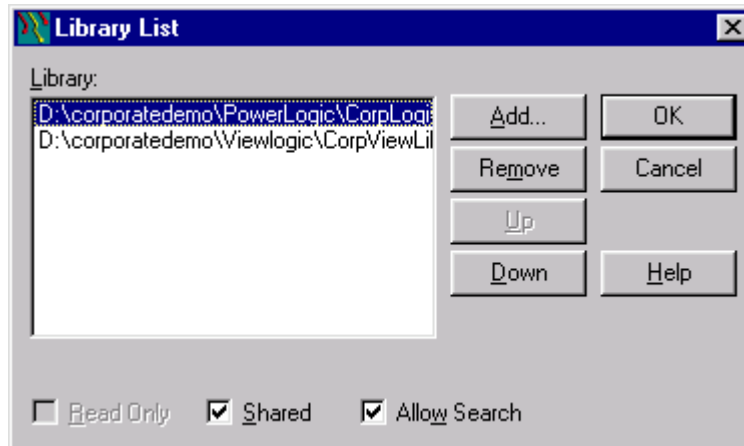 Library List
Library:
D:\corporatedemo\PowerLogic\CorpLogi
D:\corporatedemo\Viewlogic\CorpViewLi
Add...
OK
Remove
Cancel
Up
Down
Help
Read Only
Shared
Allow Search